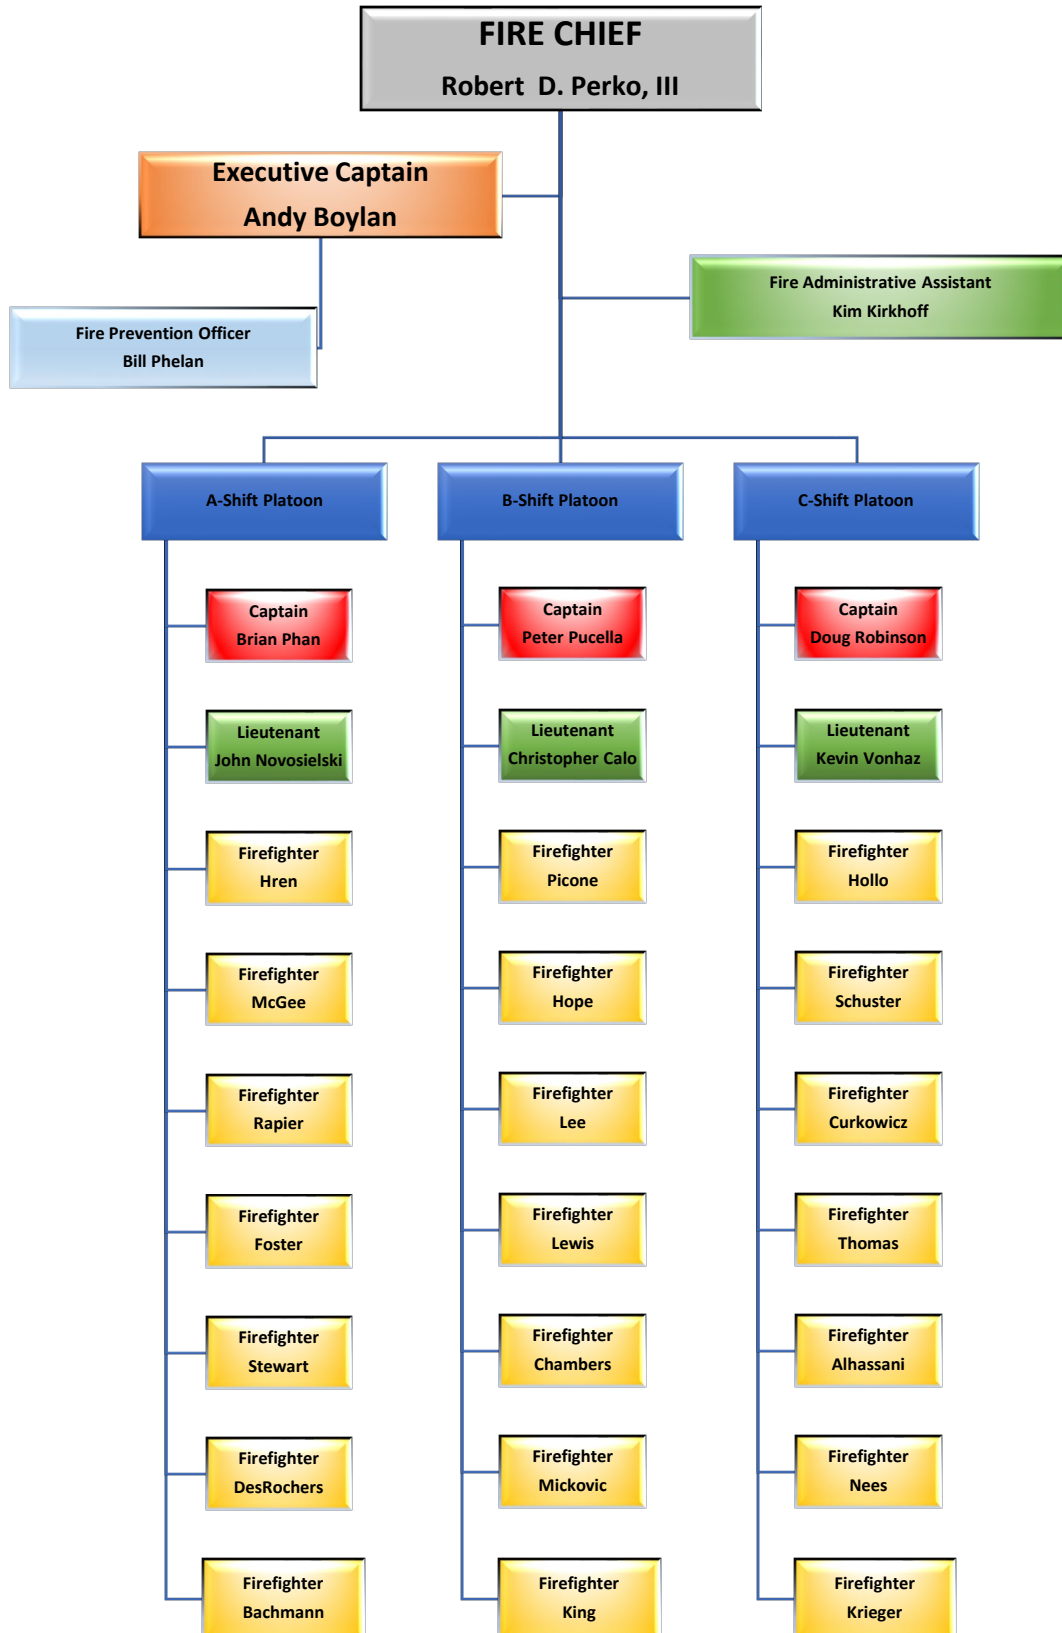 FIRE CHIEF
Robert D. Perko, III
Executive Captain
Andy Boylan
Fire Administrative Assistant
Kim Kirkhoff
Fire Prevention Officer
Bill Phelan
A-Shift Platoon
B-Shift Platoon
C-Shift Platoon
Captain
Brian Phan
Captain
Peter Pucella
Captain
Doug Robinson
Lieutenant
John Novosielski
Lieutenant
Christopher Calo
Lieutenant
Kevin Vonhaz
Firefighter
Hren
Firefighter
Picone
Firefighter
Hollo
Firefighter
McGee
Firefighter
Hope
Firefighter
Schuster
Firefighter
Rapier
Firefighter
Lee
Firefighter
Curkowicz
Firefighter
Foster
Firefighter
Lewis
Firefighter
Thomas
Firefighter
Stewart
Firefighter
Chambers
Firefighter
Alhassani
Firefighter
DesRochers
Firefighter
Mickovic
Firefighter
Nees
Firefighter
Bachmann
Firefighter
King
Firefighter
Krieger